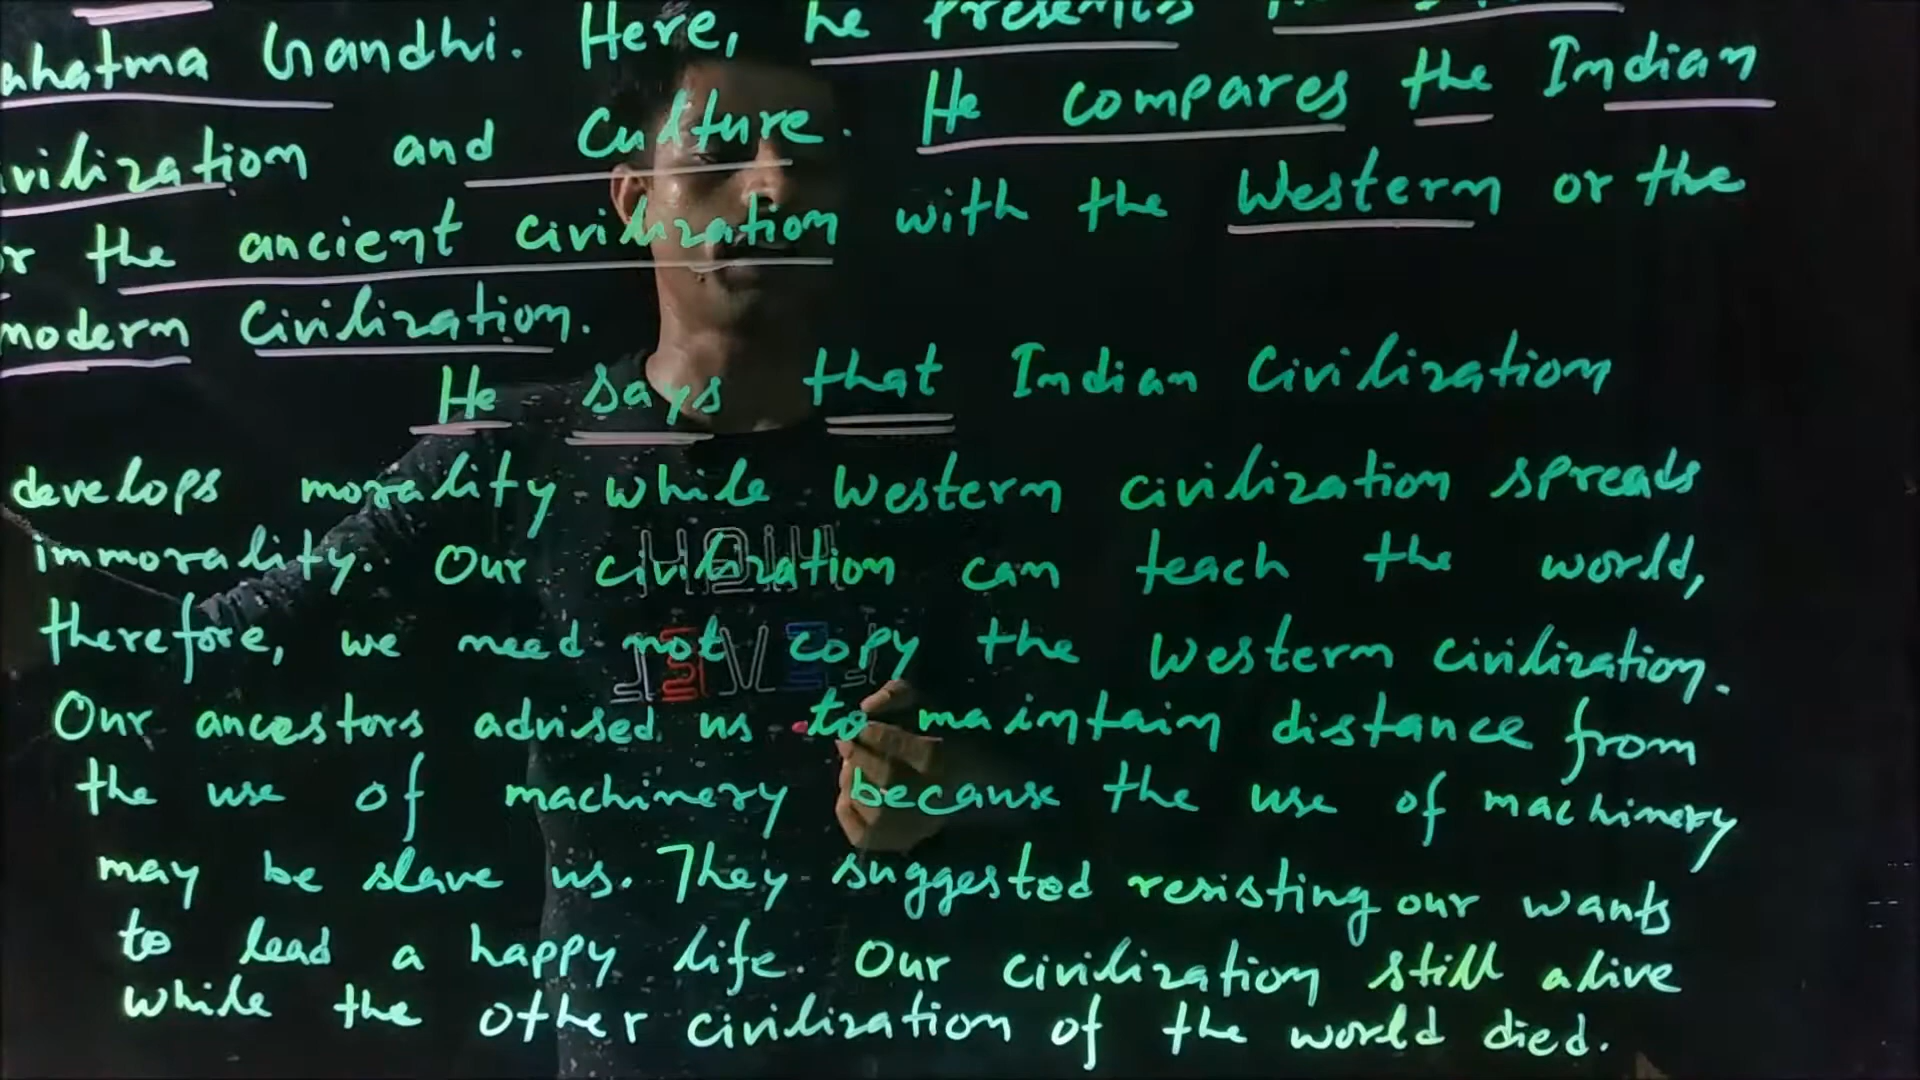 Gandhi. Here, he presents
He compares the Indian
and Culture.
the ancient civilization with the Western or the
modern Civilization.
He says that Indian Civilization
develops morality while Western civilization spreads
immorality. Our civilization can teach the world,
therefore, we need not copy the Western civilization.
Our ancestors advised us to maintain distance from
the use of machinery because the use of machinery
may be slave us. They suggested resisting our wants
to lead a happy life. Our civilization still alive
while the other civilization of the world died.
HIGH
LEVEL